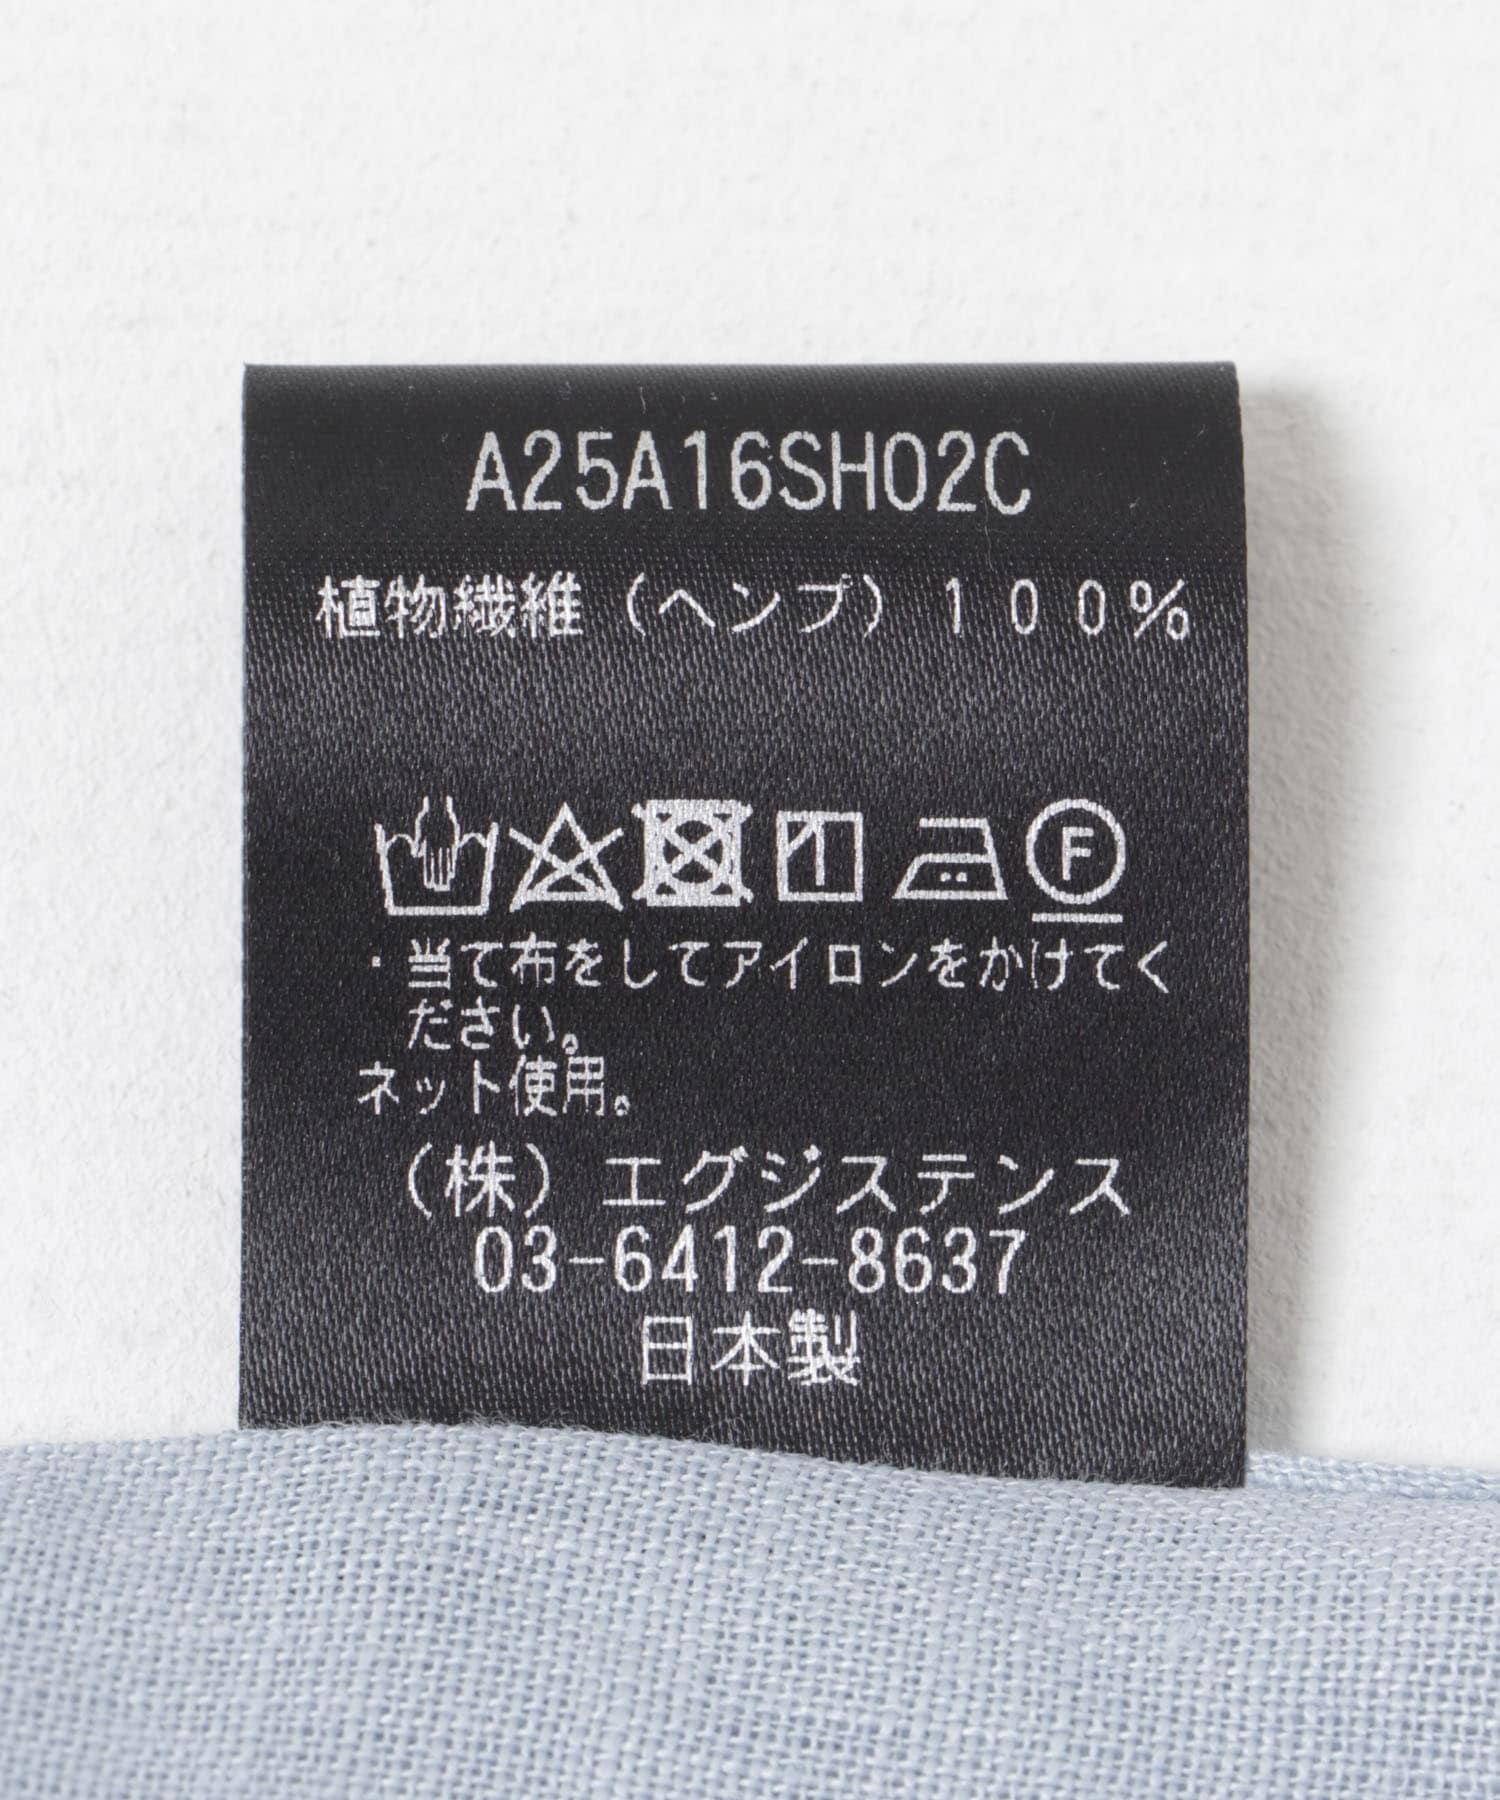 A25A16SH02C
植物繊維（ヘンプ）１００％
F
・当て布をしてアイロンをかけてく
ださい。
ネット使用。
（株）エグジステンス
03-6412-8637
日本製